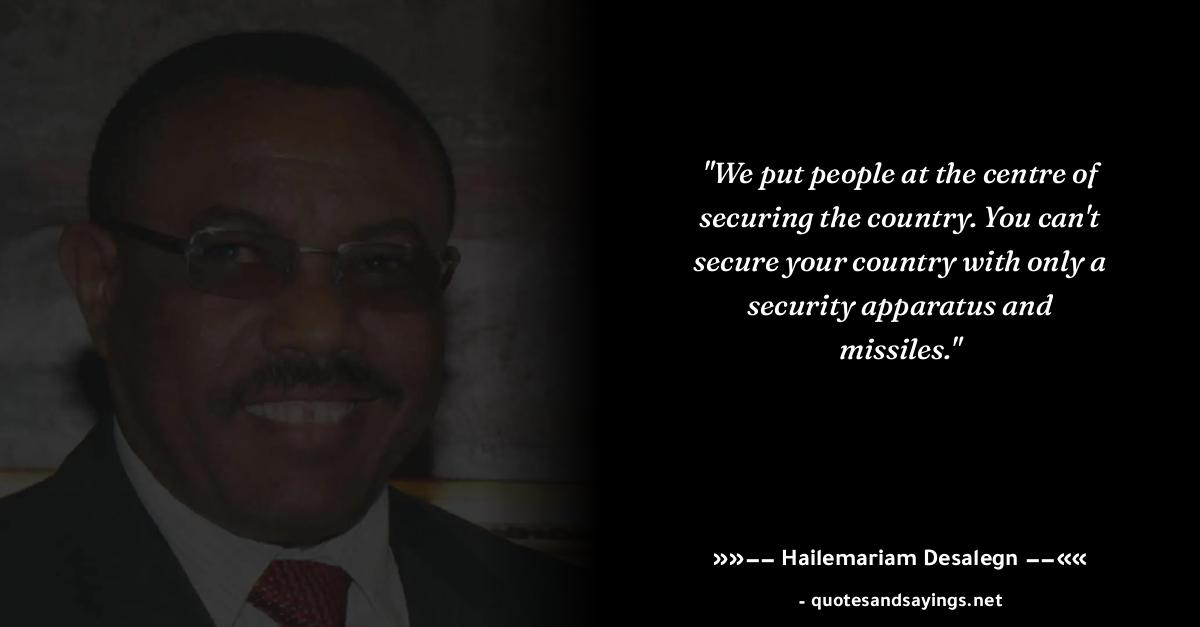 "We put people at the centre of
securing the country. You can't
secure your country with only a
security apparatus and
missiles."
»»−− Hailemariam Desalegn −−««
- quotesandsayings.net